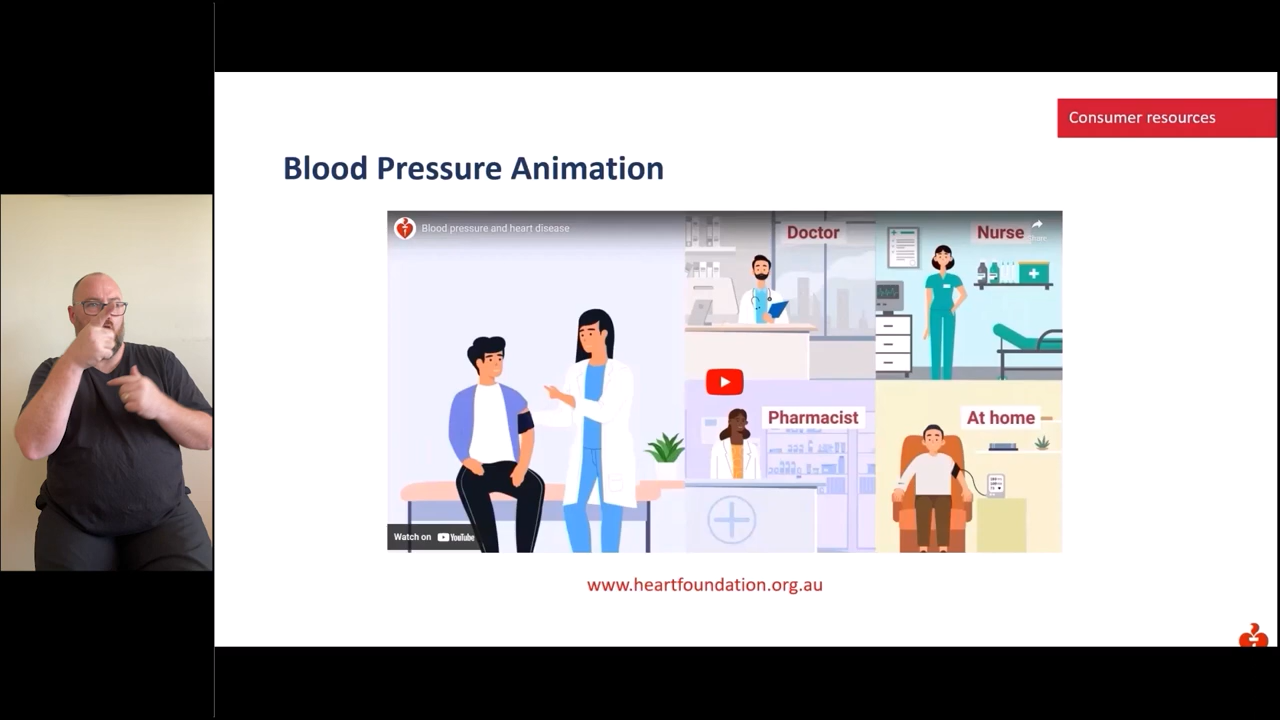 Consumer resources
Blood Pressure Animation
Blood pressure and heart disease
Doctor
Nurse
Share
Pharmacist
At home
Watch on YouTube
www.heartfoundation.org.au